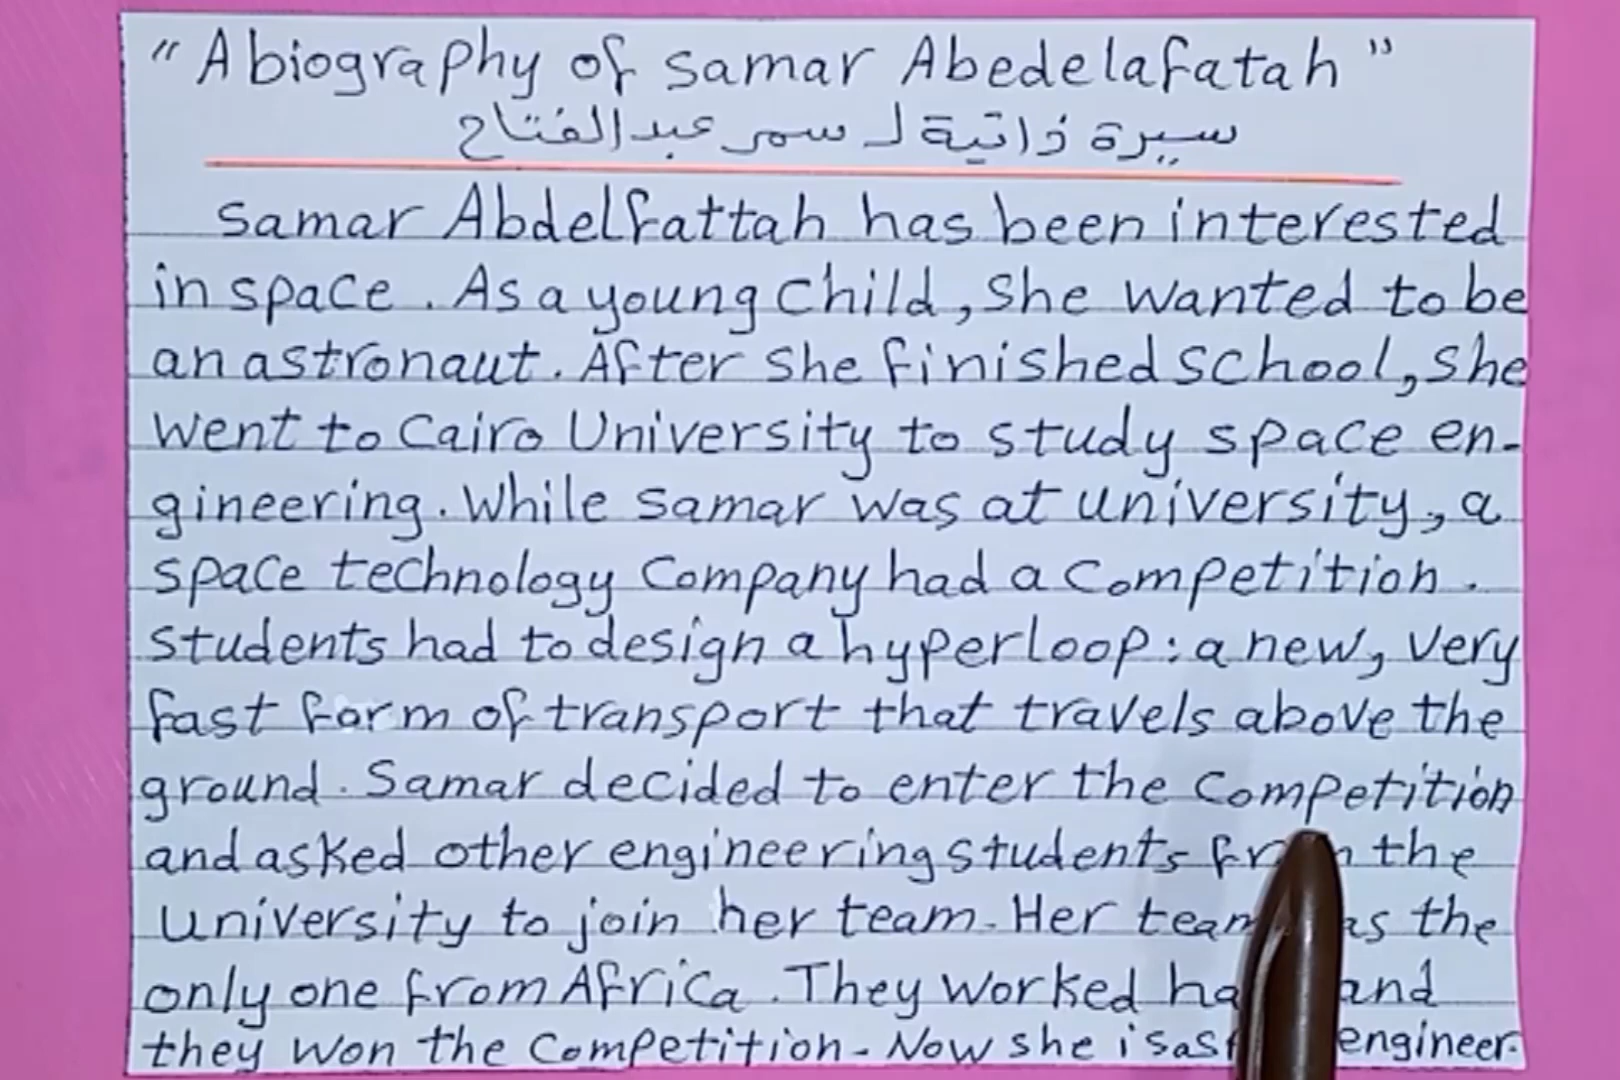 "A biography of Samar Abedelafatah"
سيرة ذاتية لـ سمر عبدالفتاح
Samar Abdelfattah has been interested
in space. As a young child, she wanted to be
an astronaut. After she finished school, she
went to Cairo University to study space en-
gineering. While Samar was at university, a
space technology company had a competition.
Students had to design a hyperloop: a new, very
fast form of transport that travels above the
ground. Samar decided to enter the competition
and asked other engineering students the
university to join her team. Her the
only one from Africa. They worked and
they won the competition. Now she is a engineer.